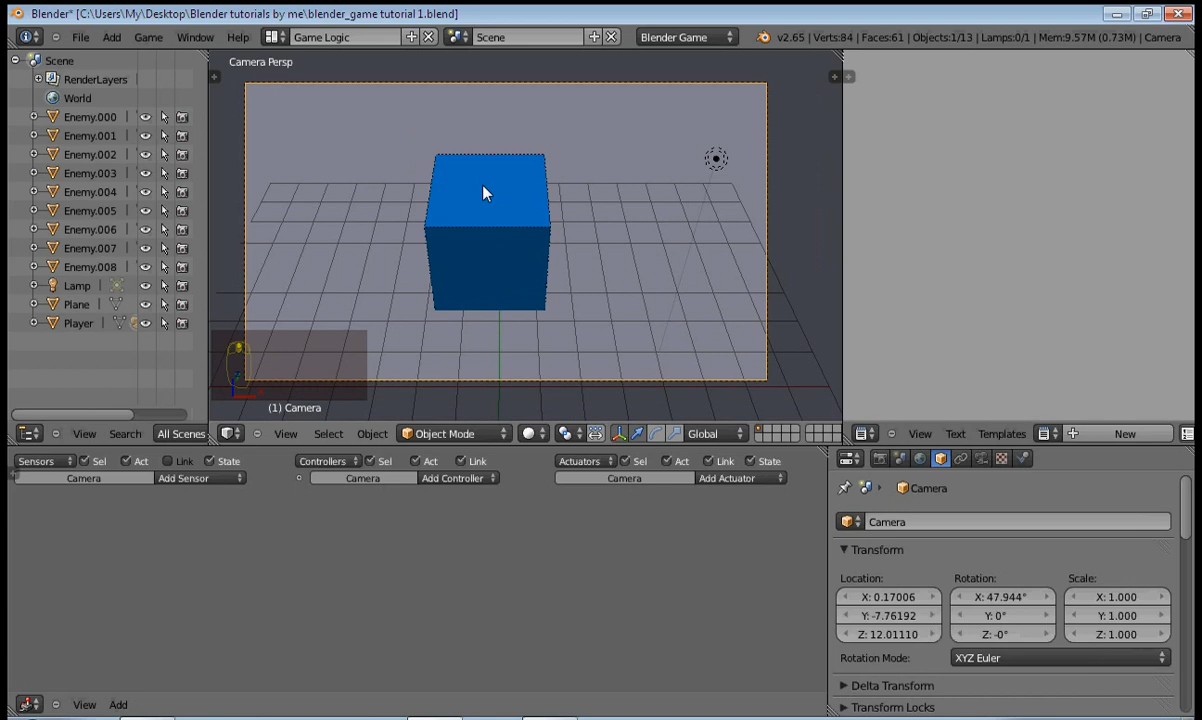 Blender* [C:\Users\My\Desktop\Blender tutorials by me\blender_game tutorial 1.blend]
File Add Game Window Help Game Logic Scene Blender Game v2.65 | Verts:84 | Faces:61 | Objects:1/13 | Lamps:0/1 | Mem:9.57M (0.73M) | Camera
Scene
RenderLayers
World
Enemy.000
Enemy.001
Enemy.002
Enemy.003
Enemy.004
Enemy.005
Enemy.006
Enemy.007
Enemy.008
Lamp
Plane
Player
Camera Persp
(1) Camera
View Search All Scenes View Select Object Object Mode Global View Text Templates New
Sensors Sel Act Link State Controllers Sel Act Link Actuators Sel Act Link State
Camera Add Sensor Camera Add Controller Camera Add Actuator
Camera
Camera
Transform
Location: Rotation: Scale:
X: 0.17006 X: 47.944° X: 1.000
Y: -7.76192 Y: 0° Y: 1.000
Z: 12.01110 Z: -0° Z: 1.000
Rotation Mode: XYZ Euler
Delta Transform
Transform Locks
View Add